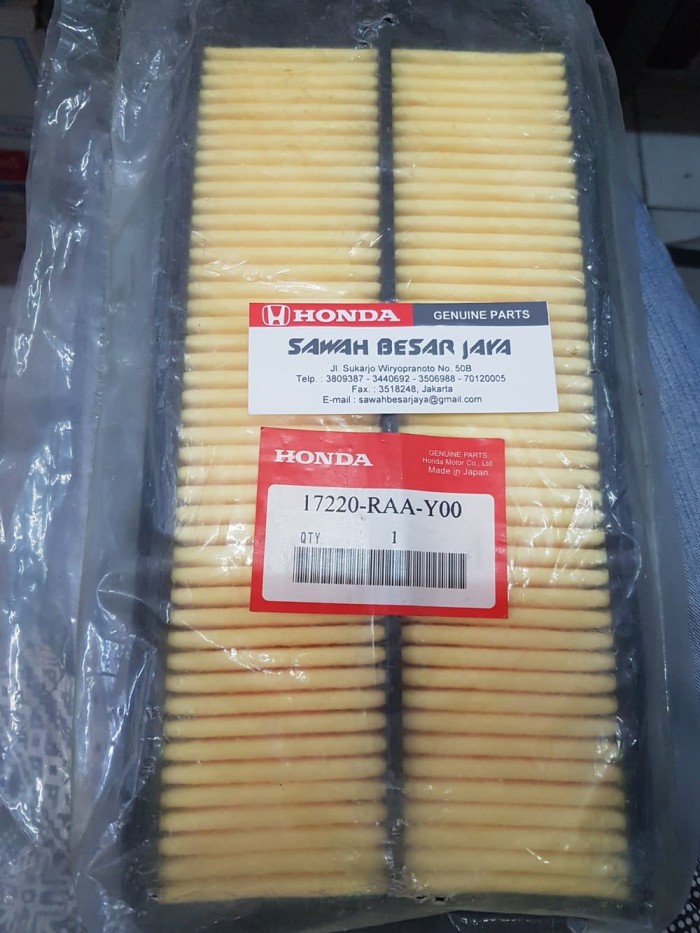 HONDA GENUINE PARTS
SAWAH BESAR JAYA
Jl. Sukarjo Wiryopranoto No. 50B
Telp. : 3809387 - 3440692 - 3506988 - 70120005
Fax. : 3518248, Jakarta
E-mail : sawahbesarjaya@gmail.com
HONDA
GENUINE PARTS
Honda Motor Co., Ltd.
Made in Japan
17220-RAA-Y00
QTY 1